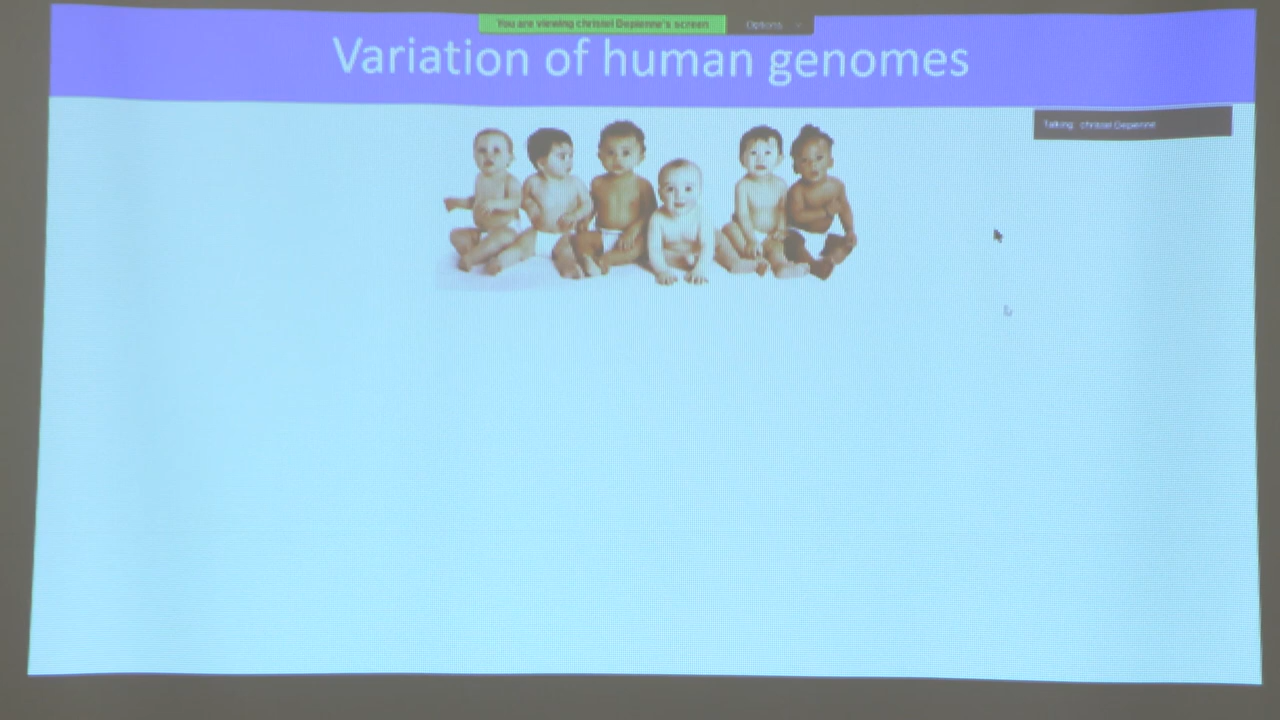 You are viewing christel Depienne's screen
Options
Variation of human genomes
Talking: christel Depienne